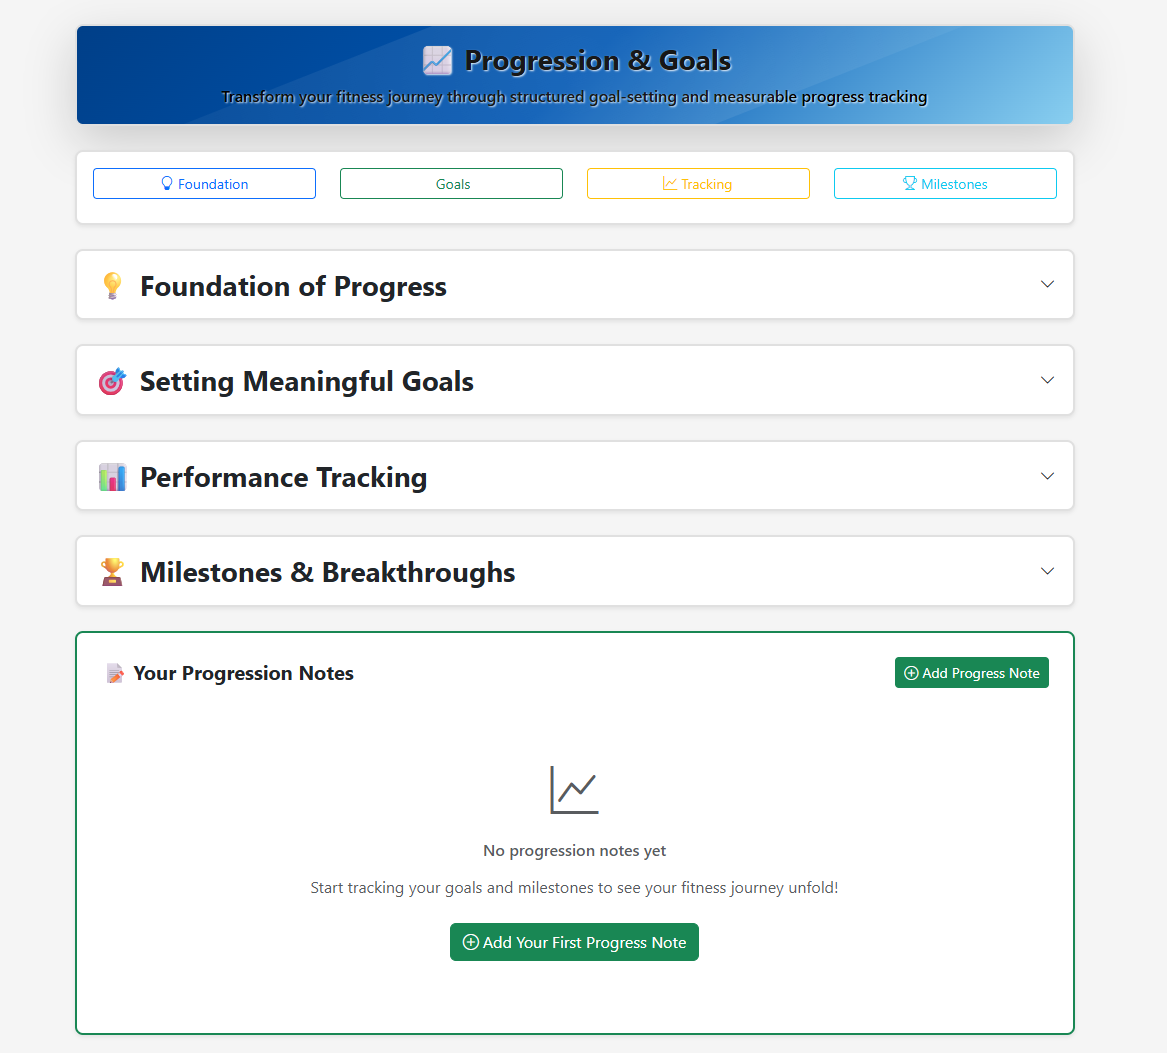 Progression & Goals
Transform your fitness journey through structured goal-setting and measurable progress tracking
Foundation
Goals
Tracking
Milestones
Foundation of Progress
Setting Meaningful Goals
Performance Tracking
Milestones & Breakthroughs
Your Progression Notes
Add Progress Note
No progression notes yet
Start tracking your goals and milestones to see your fitness journey unfold!
Add Your First Progress Note